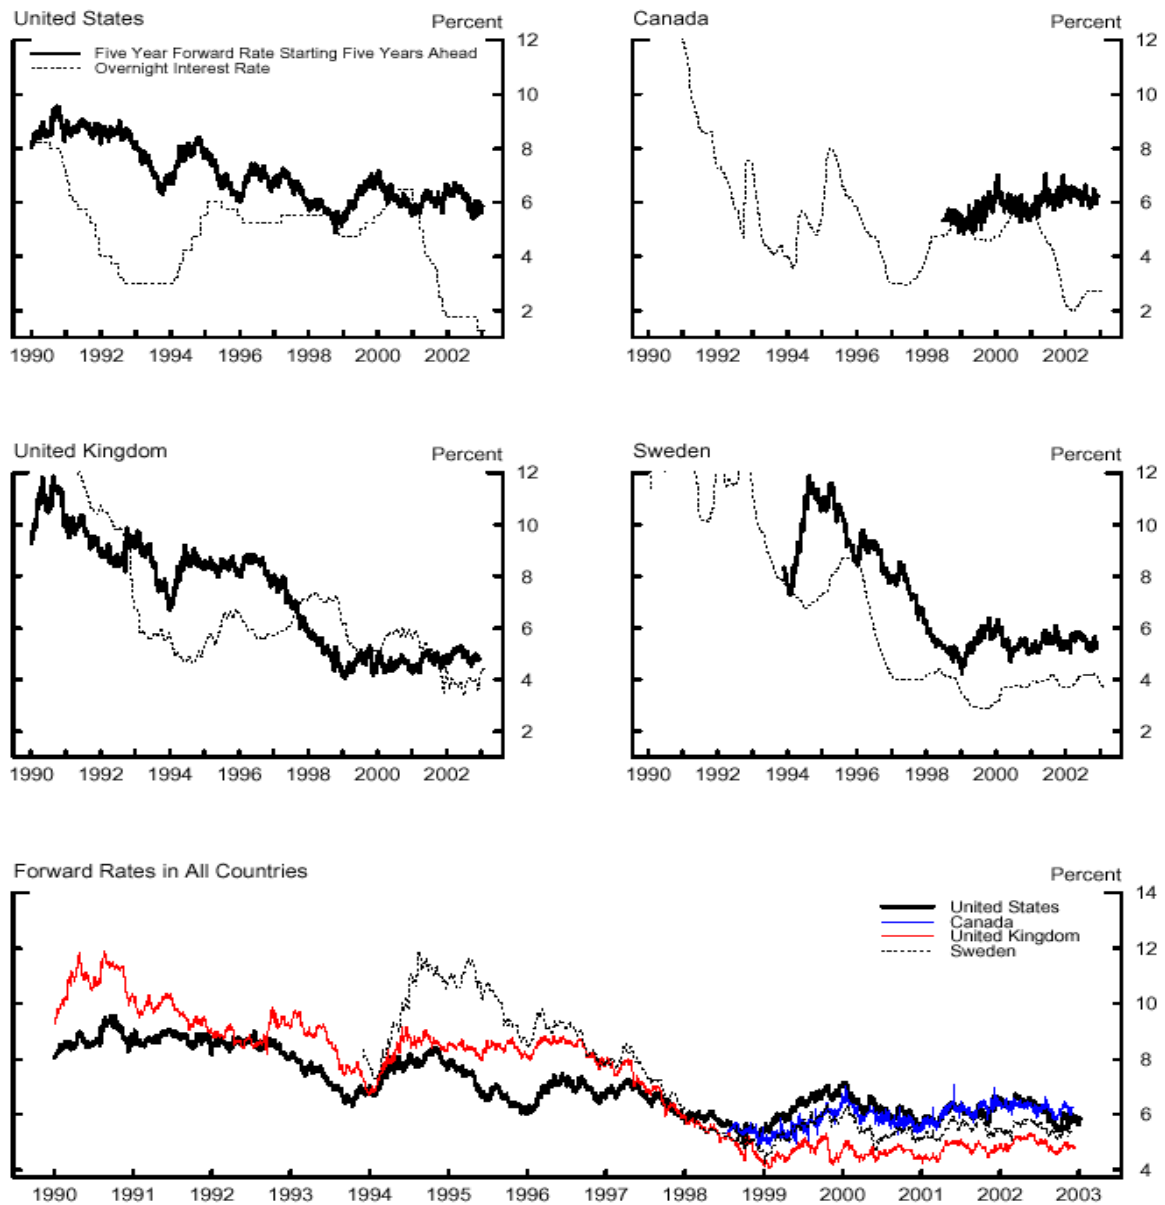 United States Percent Canada Percent
Five Year Forward Rate Starting Five Years Ahead
Overnight Interest Rate
12 12
10 10
8 8
6 6
4 4
2 2
1990 1992 1994 1996 1998 2000 2002 1990 1992 1994 1996 1998 2000 2002
United Kingdom Percent Sweden Percent
12 12
10 10
8 8
6 6
4 4
2 2
1990 1992 1994 1996 1998 2000 2002 1990 1992 1994 1996 1998 2000 2002
Forward Rates in All Countries Percent
14
United States
Canada
United Kingdom
Sweden
12
10
8
6
4
1990 1991 1992 1993 1994 1995 1996 1997 1998 1999 2000 2001 2002 2003